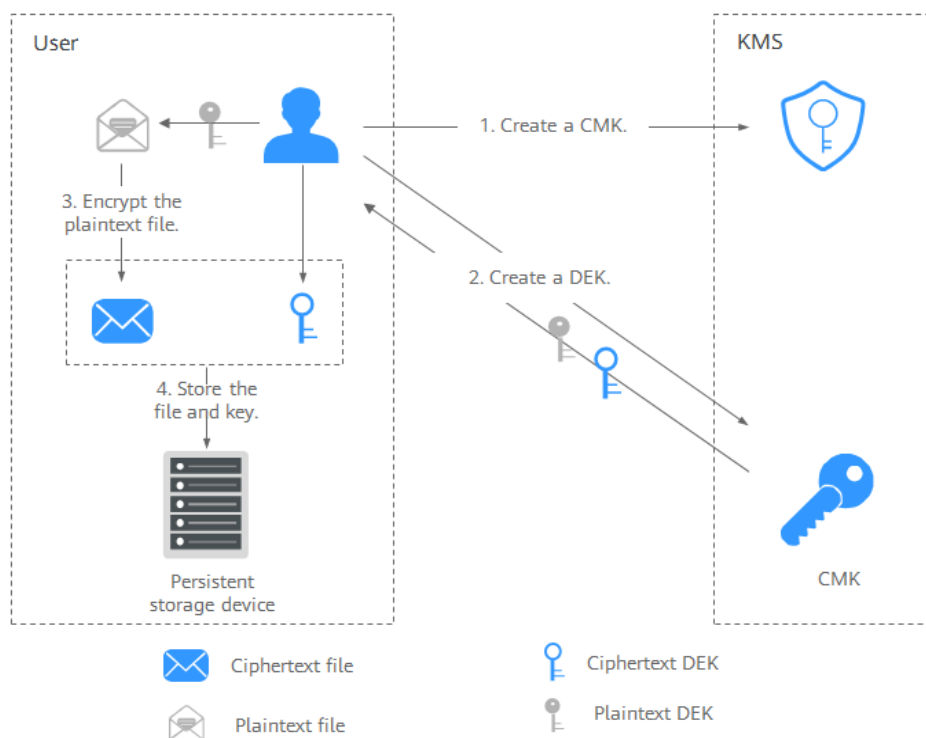 User
KMS
1. Create a CMK.
3. Encrypt the
plaintext file.
2. Create a DEK.
4. Store the
file and key.
Persistent
storage device
CMK
Ciphertext file
Ciphertext DEK
Plaintext file
Plaintext DEK